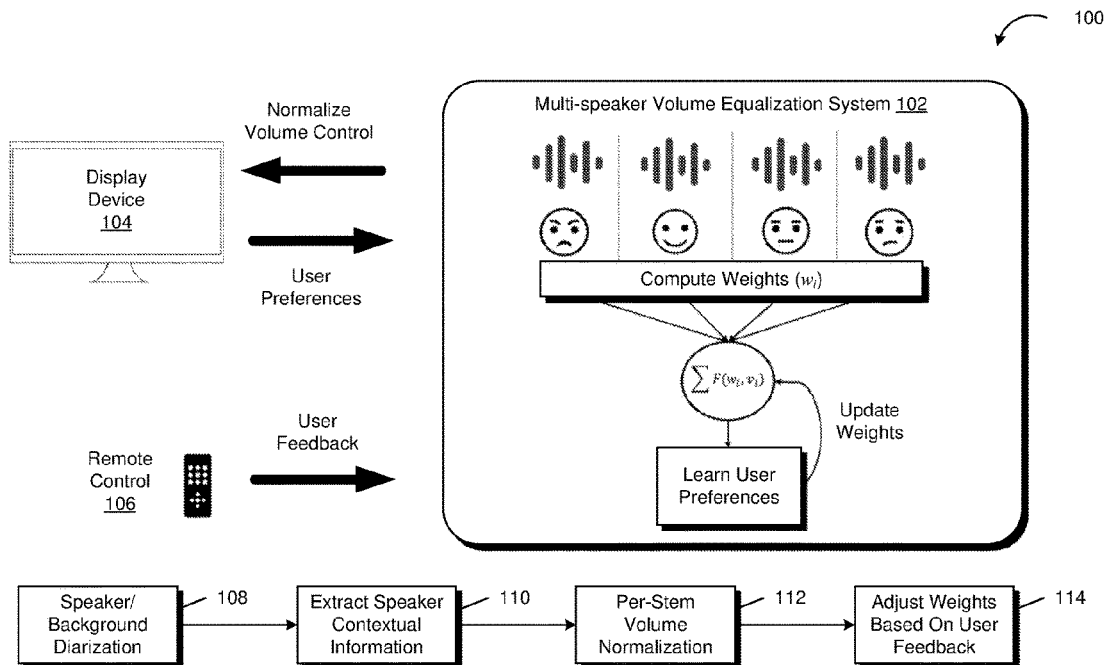 100
Multi-speaker Volume Equalization System 102
Normalize
Volume Control
Display
Device
104
User
Preferences
Compute Weights (wᵢ)
∑ F(wᵢ, vᵢ)
Update
Weights
User
Feedback
Remote
Control
106
Learn User
Preferences
Speaker/
Background
Diarization
108
Extract Speaker
Contextual
Information
110
Per-Stem
Volume
Normalization
112
Adjust Weights
Based On User
Feedback
114